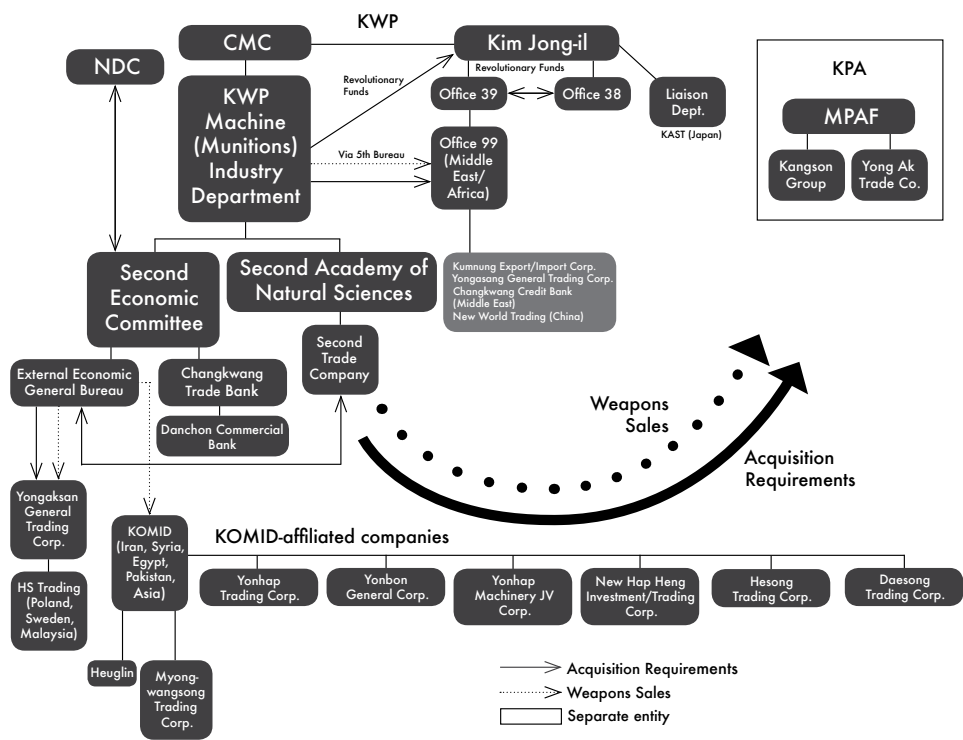 KWP
CMC
Kim Jong-il
NDC
Revolutionary
Funds
Revolutionary Funds
Office 39
Office 38
Liaison
Dept.
KAST (Japan)
KPA
MPAF
Kangson
Group
Yong Ak
Trade Co.
KWP
Machine
(Munitions)
Industry
Department
Via 5th Bureau
Office 99
(Middle
East/
Africa)
Second
Economic
Committee
Second Academy of
Natural Sciences
Kumnung Export/Import Corp.
Yongasang General Trading Corp.
Changkwang Credit Bank
(Middle East)
New World Trading (China)
Second
Trade
Company
External Economic
General Bureau
Changkwang
Trade Bank
Danchon Commercial
Bank
Weapons
Sales
Acquisition
Requirements
Yongaksan
General
Trading
Corp.
KOMID
(Iran, Syria,
Egypt,
Pakistan,
Asia)
KOMID-affiliated companies
HS Trading
(Poland,
Sweden,
Malaysia)
Yonhap
Trading Corp.
Yonbon
General Corp.
Yonhap
Machinery JV
Corp.
New Hap Heng
Investment/Trading
Corp.
Hesong
Trading Corp.
Daesong
Trading Corp.
Heuglin
Myong-
wangsong
Trading
Corp.
Acquisition Requirements
Weapons Sales
Separate entity